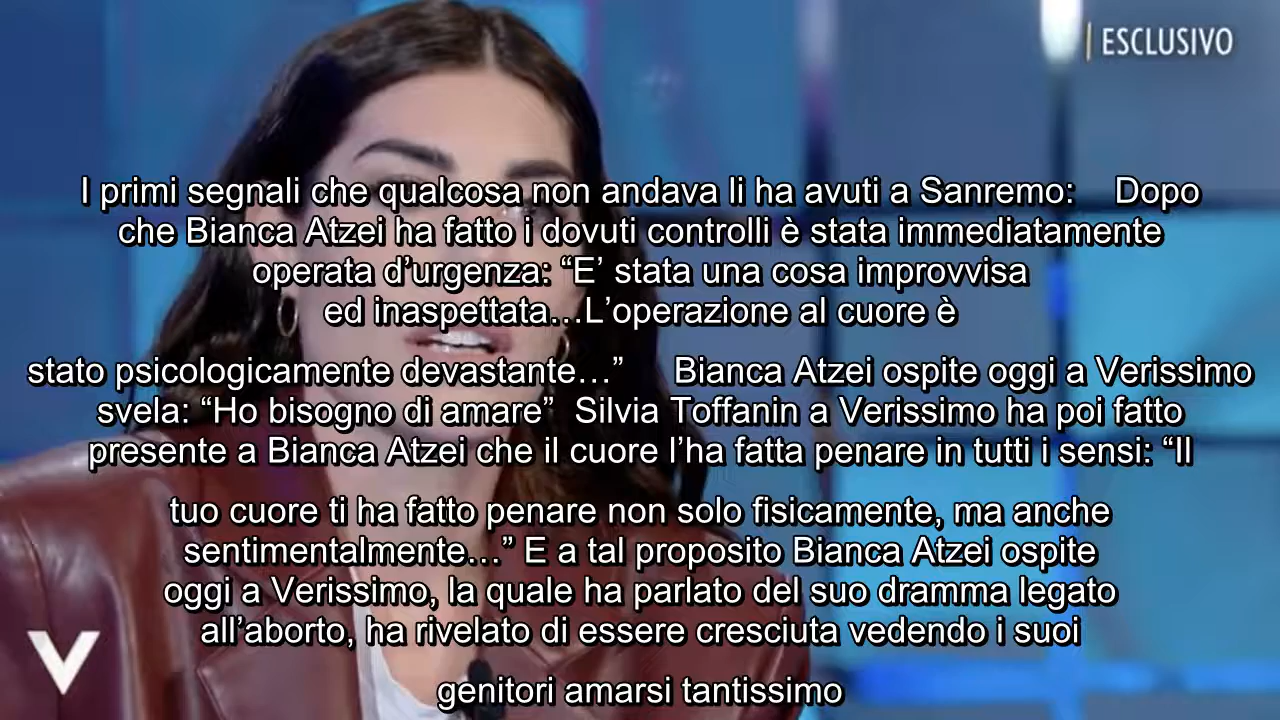 ESCLUSIVO
I primi segnali che qualcosa non andava li ha avuti a Sanremo: Dopo
che Bianca Atzei ha fatto i dovuti controlli è stata immediatamente
operata d’urgenza: “E’ stata una cosa improvvisa
ed inaspettata…L’operazione al cuore è
stato psicologicamente devastante…” Bianca Atzei ospite oggi a Verissimo
svela: “Ho bisogno di amare” Silvia Toffanin a Verissimo ha poi fatto
presente a Bianca Atzei che il cuore l’ha fatta penare in tutti i sensi: “Il
tuo cuore ti ha fatto penare non solo fisicamente, ma anche
sentimentalmente…” E a tal proposito Bianca Atzei ospite
oggi a Verissimo, la quale ha parlato del suo dramma legato
all’aborto, ha rivelato di essere cresciuta vedendo i suoi
genitori amarsi tantissimo
V